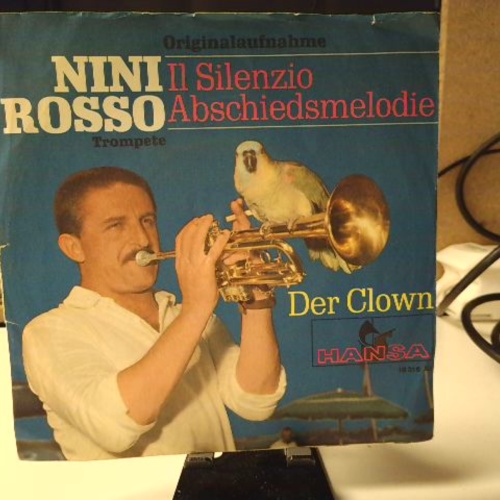 Originalaufnahme
NINI ROSSO
Trompete
Il Silenzio
Abschiedsmelodie
Der Clown
HANSA